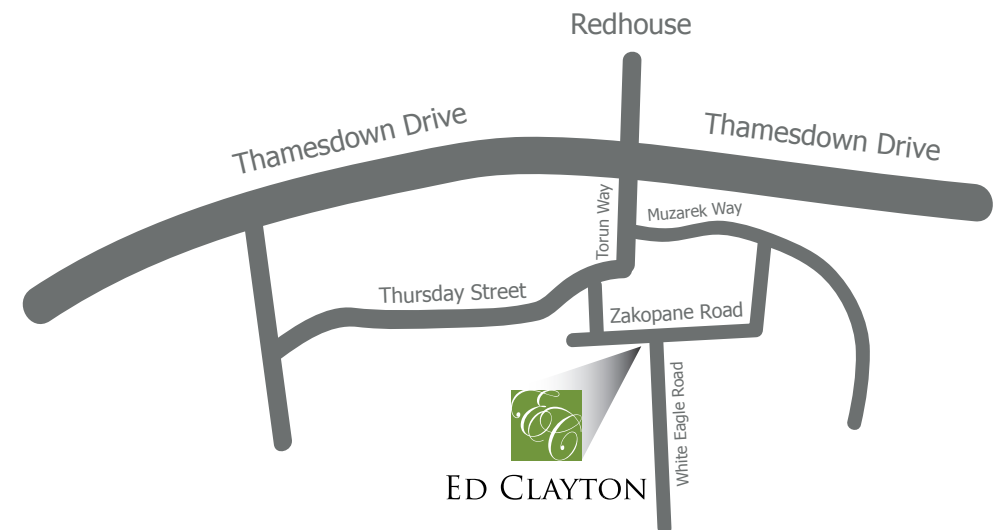 Redhouse
Thamesdown Drive
Thamesdown Drive
Torun Way
Muzarek Way
Thursday Street
Zakopane Road
White Eagle Road
EC
ED CLAYTON